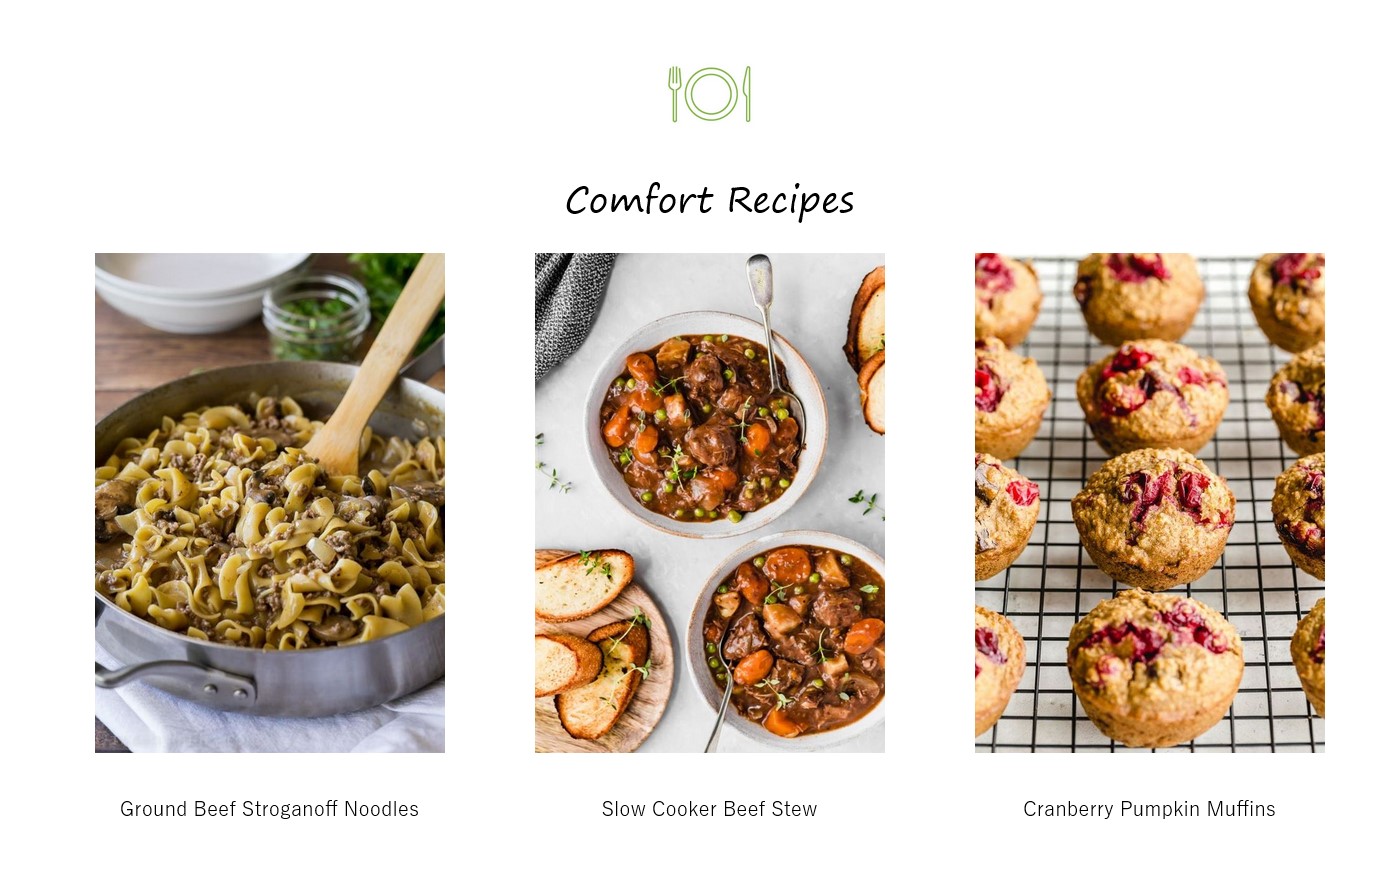 Comfort Recipes
Ground Beef Stroganoff Noodles
Slow Cooker Beef Stew
Cranberry Pumpkin Muffins